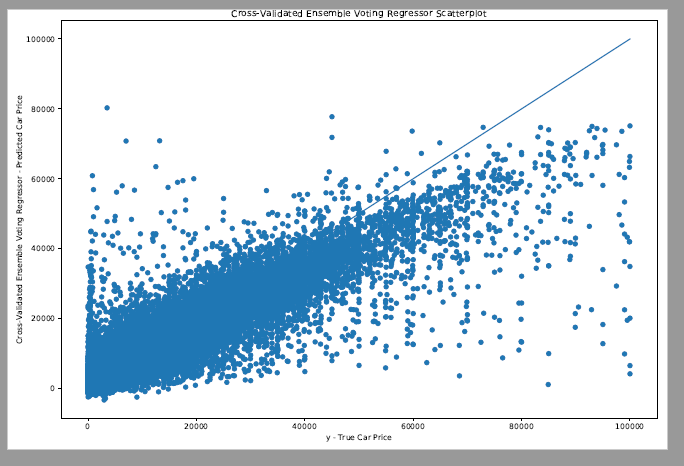 Cross-Validated Ensemble Voting Regressor Scatterplot
100000
80000
60000
40000
20000
0
Cross-Validated Ensemble Voting Regressor - Predicted Car Price
0 20000 40000 60000 80000 100000
y - True Car Price